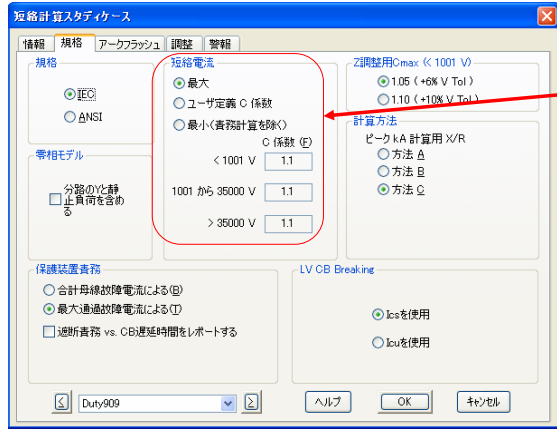 短絡計算スタディケース
情報 規格 アークフラッシュ 調整 警報
規格
IEC
ANSI
短絡電流
最大
ユーザ定義 C 係数
最小(責務計算を除く)
C 係数 (F)
< 1001 V 1.1
1001 から 35000 V 1.1
> 35000 V 1.1
Z調整用Cmax (< 1001 V)
1.05 ( +6% V Tol )
1.10 ( +10% V Tol )
計算方法
ピーク kA 計算用 X/R
方法 A
方法 B
方法 C
零相モデル
分路のYと静
止負荷を含め
る
保護装置責務
合計母線故障電流による(B)
最大通過故障電流による(T)
遮断責務 vs. CB遅延時間をレポートする
LV CB Breaking
Icsを使用
Icuを使用
Duty909
ヘルプ OK キャンセル